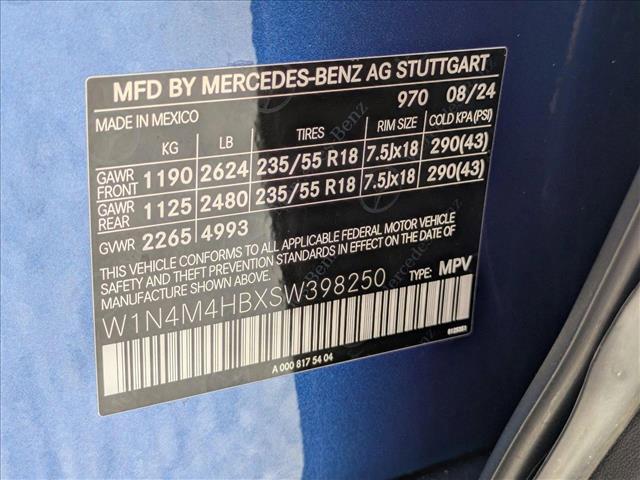 MFD BY MERCEDES-BENZ AG STUTTGART
970 08/24
MADE IN MEXICO
KG LB TIRES RIM SIZE COLD KPA(PSI)
GAWR FRONT 1190 2624 235/55 R18 7.5Jx18 290(43)
GAWR REAR 1125 2480 235/55 R18 7.5Jx18 290(43)
GVWR 2265 4993
THIS VEHICLE CONFORMS TO ALL APPLICABLE FEDERAL MOTOR VEHICLE
SAFETY, BUMPER, AND THEFT PREVENTION STANDARDS IN EFFECT ON THE
DATE OF MANUFACTURE SHOWN ABOVE.
W1N4M4HBXSW398250 TYPE: MPV
A 000 817 54 04